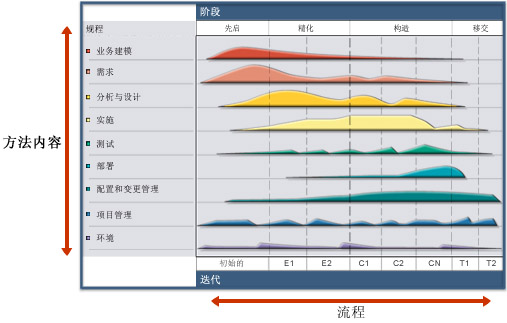 阶段
规程
先启 精化 构造 移交
业务建模
需求
分析与设计
实施
测试
部署
配置和变更管理
项目管理
环境
方法内容
初始的 E1 E2 C1 C2 CN T1 T2
迭代
流程